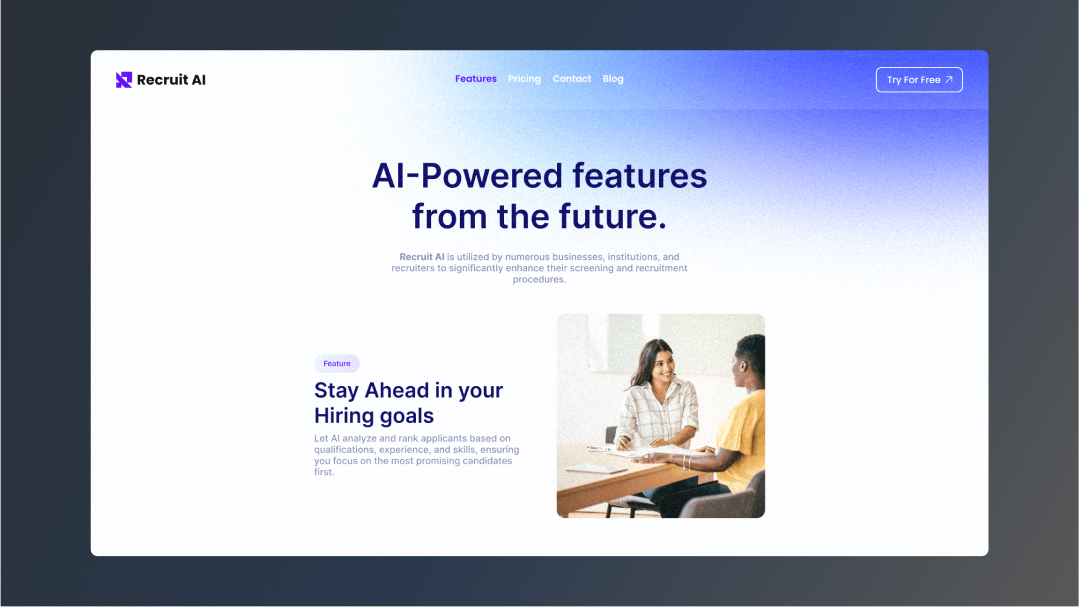 Recruit AI
Features Pricing Contact Blog
Try For Free
AI-Powered features
from the future.
Recruit AI is utilized by numerous businesses, institutions, and
recruiters to significantly enhance their screening and recruitment
procedures.
Feature
Stay Ahead in your
Hiring goals
Let AI analyze and rank applicants based on
qualifications, experience, and skills, ensuring
you focus on the most promising candidates
first.